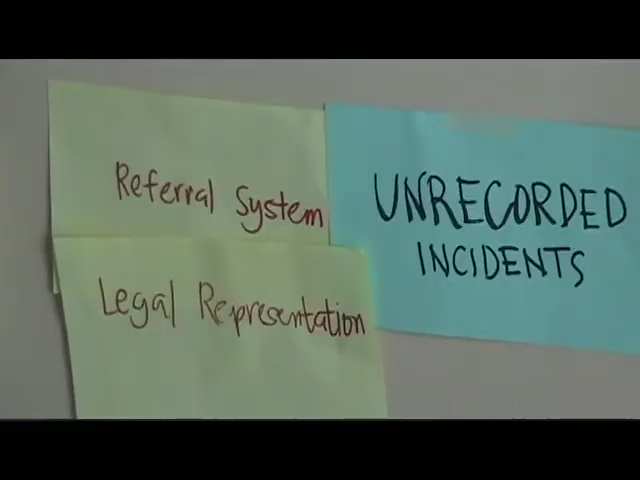 Referral System
Legal Representation
UNRECORDED
INCIDENTS